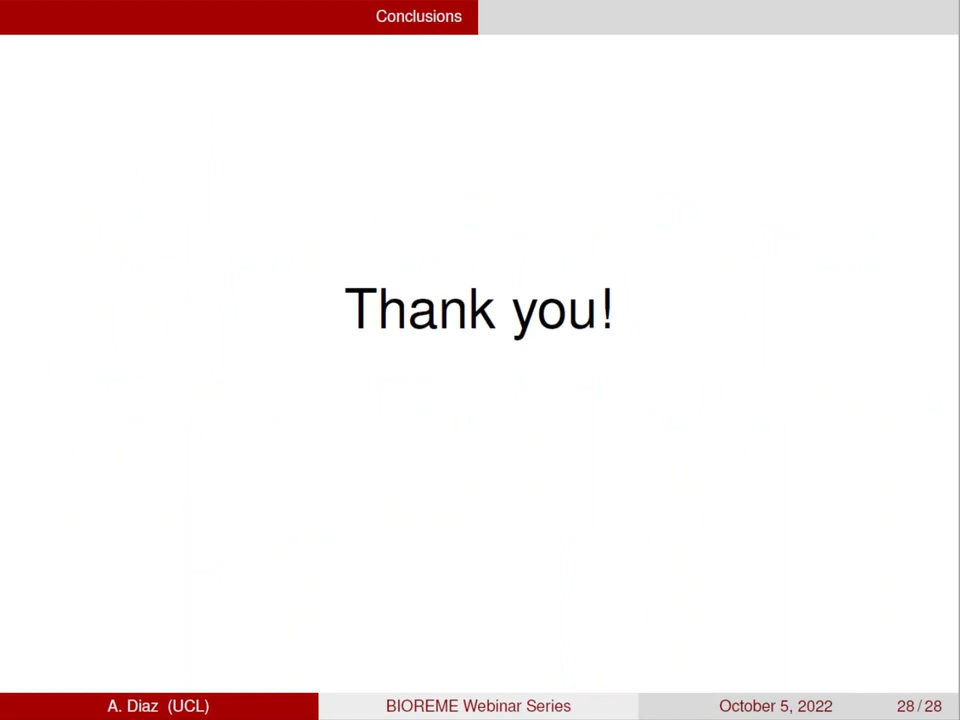 Conclusions
Thank you!
A. Diaz (UCL) BIOREME Webinar Series October 5, 2022 28 / 28